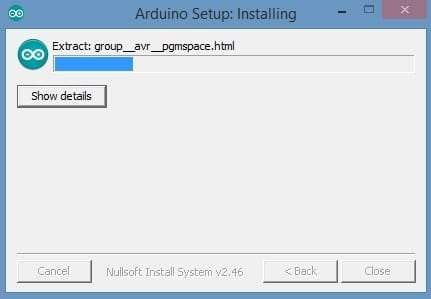 Arduino Setup: Installing
Extract: group__avr__pgmspace.html
Show details
Cancel Nullsoft Install System v2.46 < Back Close